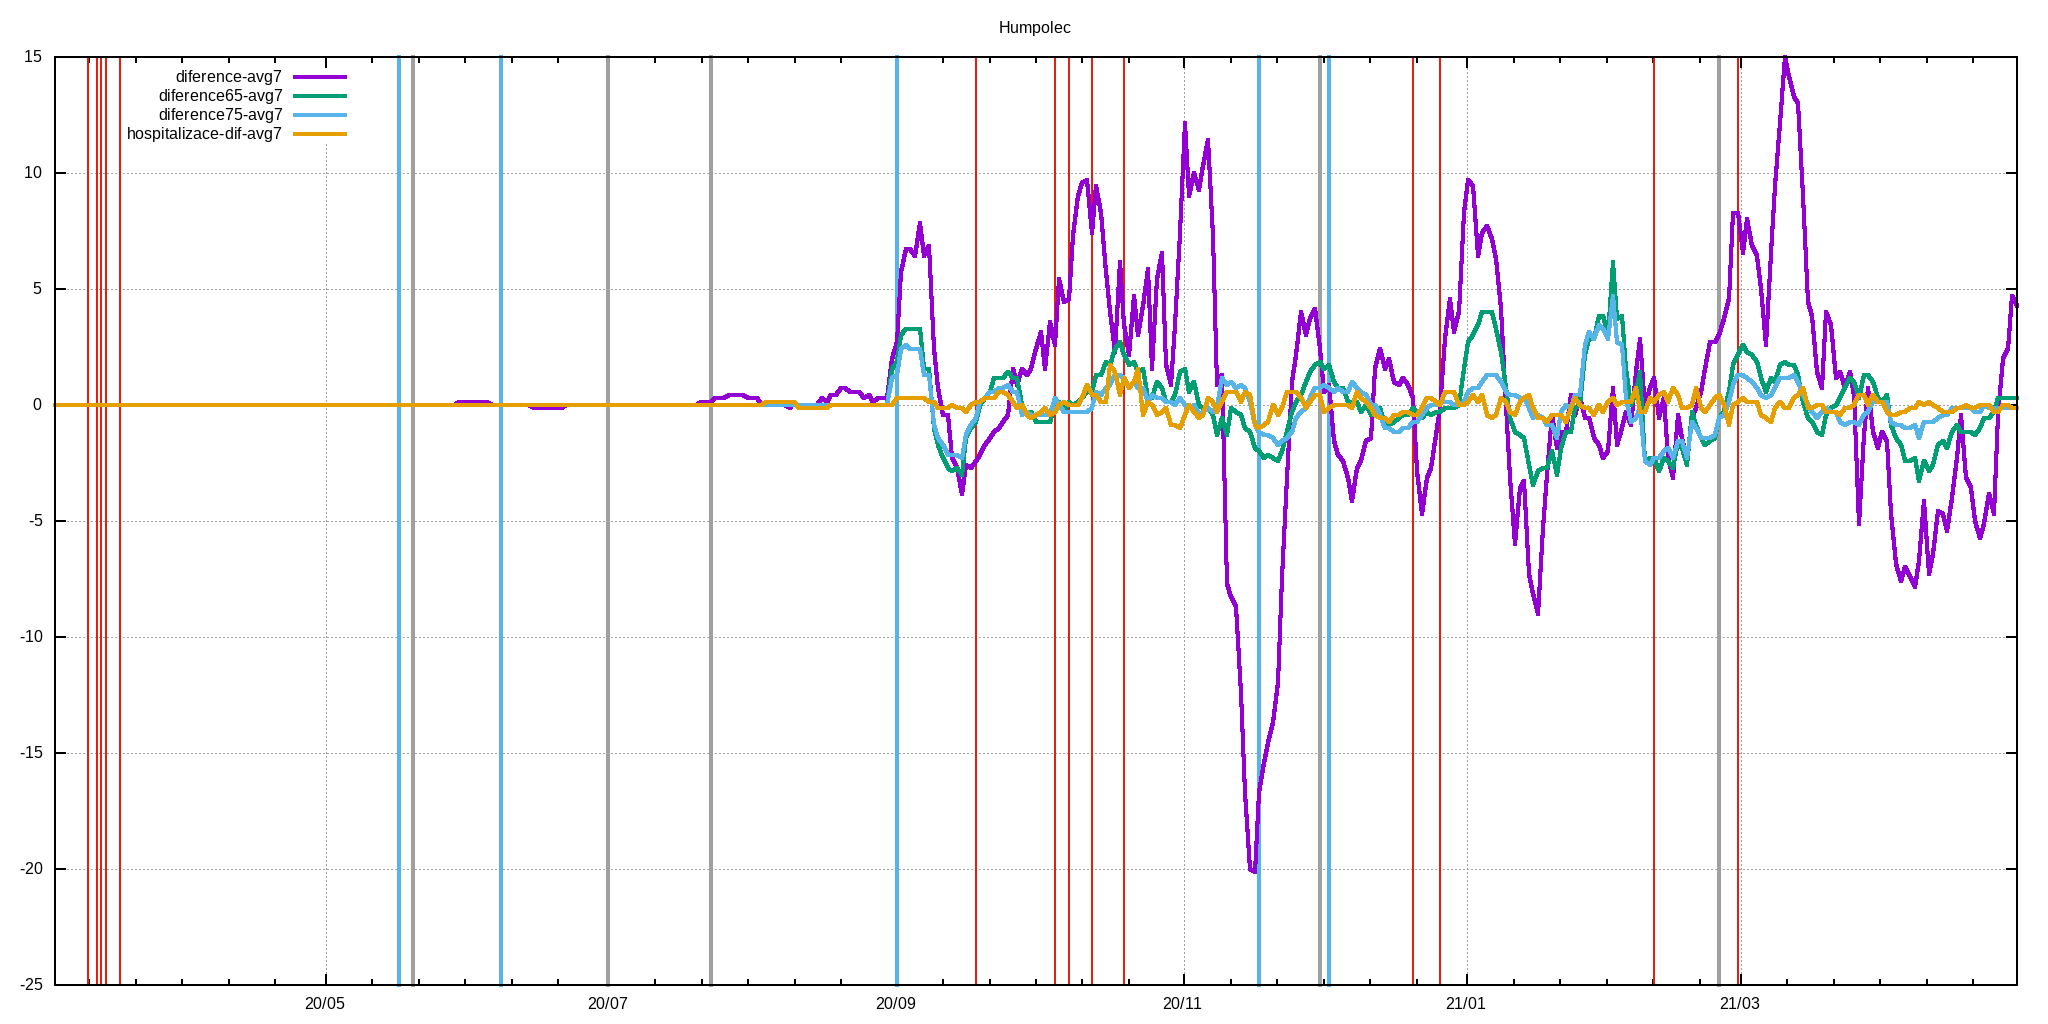 Humpolec
diference-avg7
diference65-avg7
diference75-avg7
hospitalizace-dif-avg7
15
10
5
0
-5
-10
-15
-20
-25
20/05 20/07 20/09 20/11 21/01 21/03